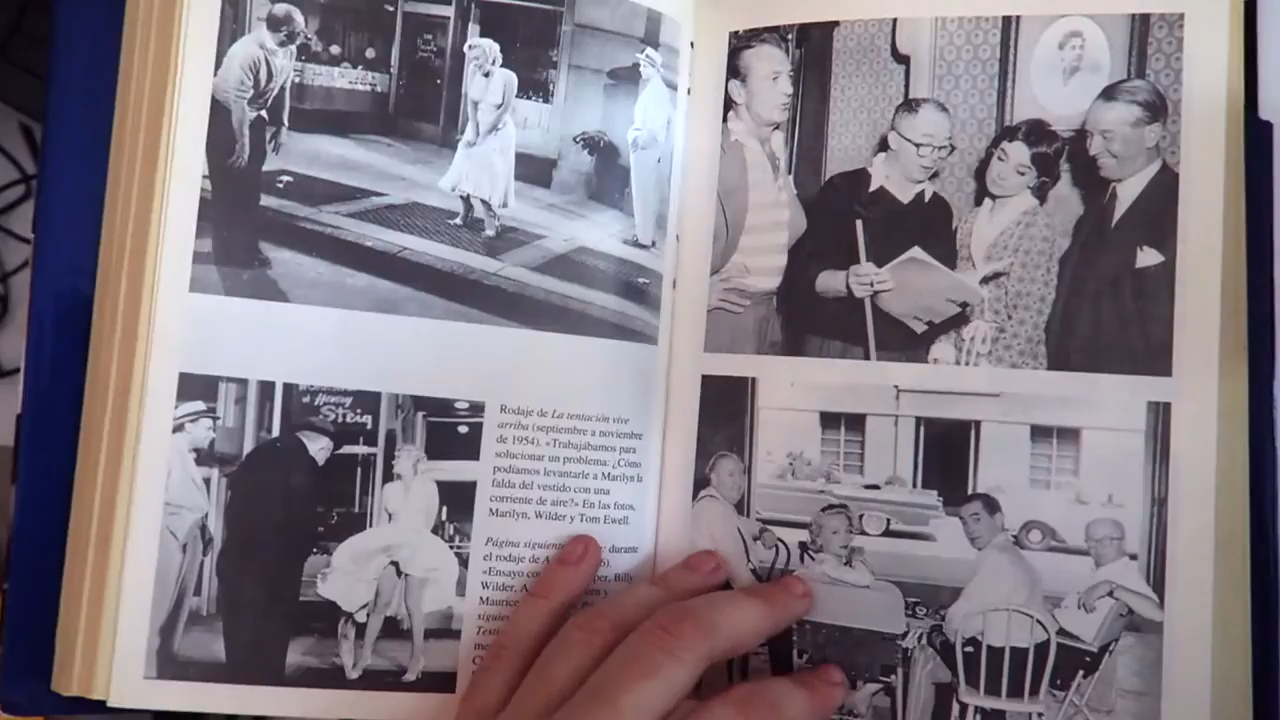 Henry
Steig
Rodaje de La tentación vive
arriba (septiembre a noviembre
de 1954). «Trabajábamos para
solucionar un problema: ¿Cómo
podíamos levantarle a Marilyn la
falda del vestido con una
corriente de aire?» En las fotos,
Marilyn, Wilder y Tom Ewell.
Página siguiente durante
el rodaje de
«Ensayo per, Billy
Wilder, y
Maurice